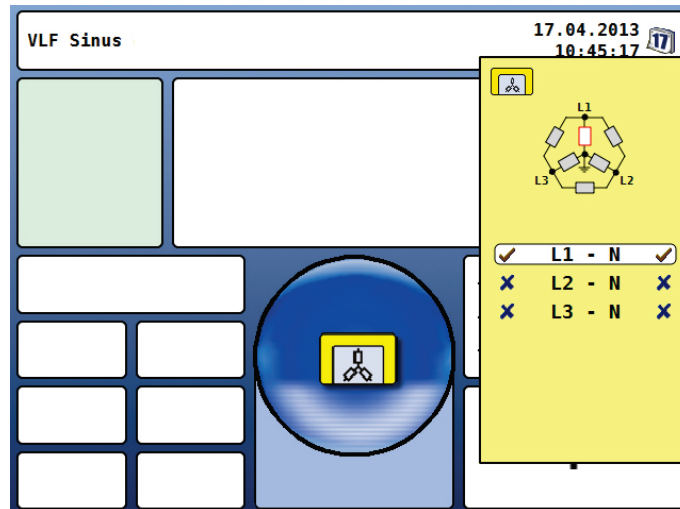 VLF Sinus
17.04.2013
10:45:17
17
L1
L3
L2
L1 - N
L2 - N
L3 - N